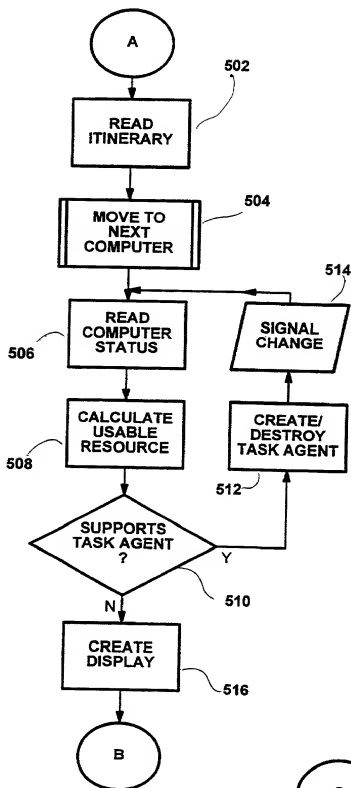 A
502
READ
ITINERARY
504
MOVE TO
NEXT
COMPUTER
514
SIGNAL
CHANGE
READ
COMPUTER
STATUS
506
CALCULATE
USABLE
RESOURCE
508
CREATE/
DESTROY
TASK AGENT
512
SUPPORTS
TASK AGENT
?
Y
510
N
CREATE
DISPLAY
516
B